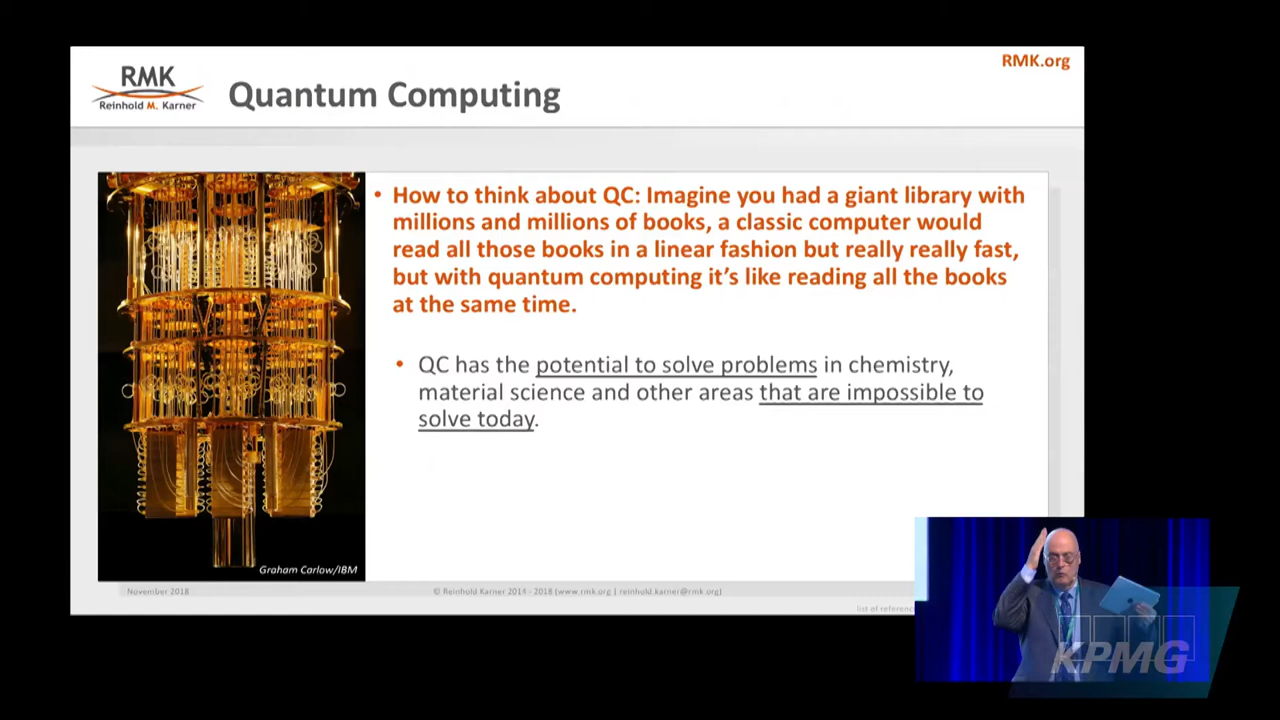 RMK.org
RMK
Reinhold M. Karner
Quantum Computing
• How to think about QC: Imagine you had a giant library with
millions and millions of books, a classic computer would
read all those books in a linear fashion but really really fast,
but with quantum computing it’s like reading all the books
at the same time.
• QC has the potential to solve problems in chemistry,
material science and other areas that are impossible to
solve today.
Graham Carlow/IBM
November 2018
© Reinhold Karner 2014 - 2018 (www.rmk.org | reinhold.karner@rmk.org)
list of
KPMG